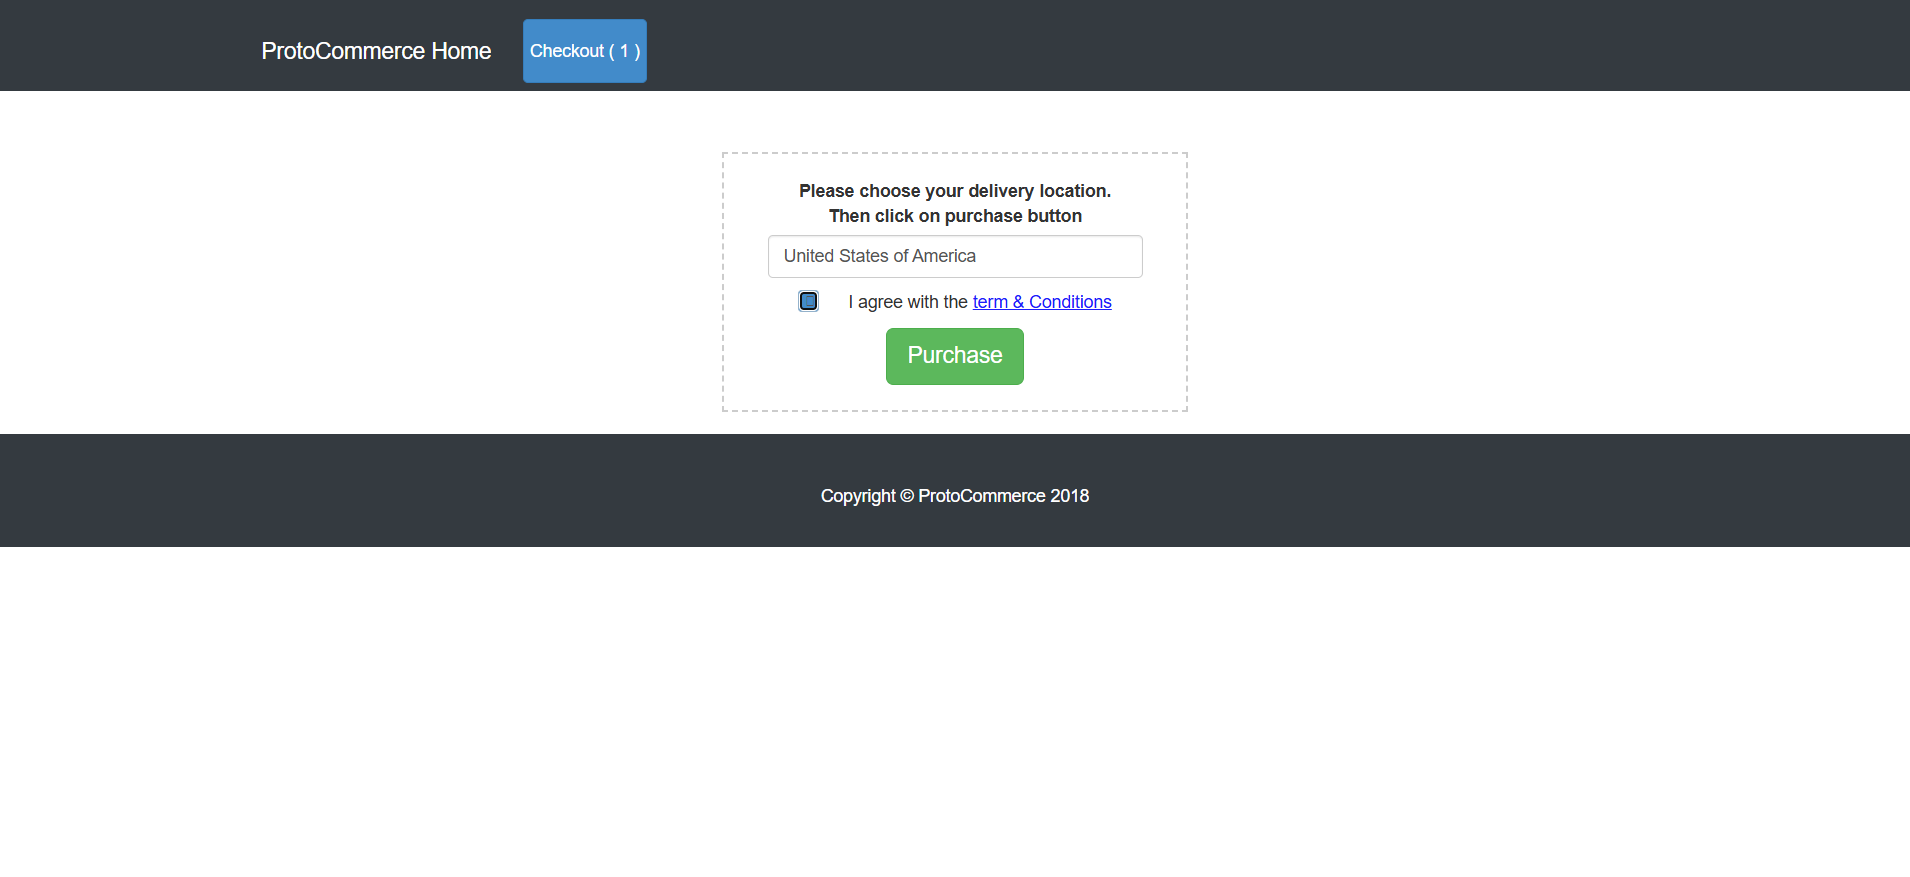 ProtoCommerce Home
Checkout ( 1 )
Please choose your delivery location.
Then click on purchase button
United States of America
I agree with the term & Conditions
Purchase
Copyright © ProtoCommerce 2018